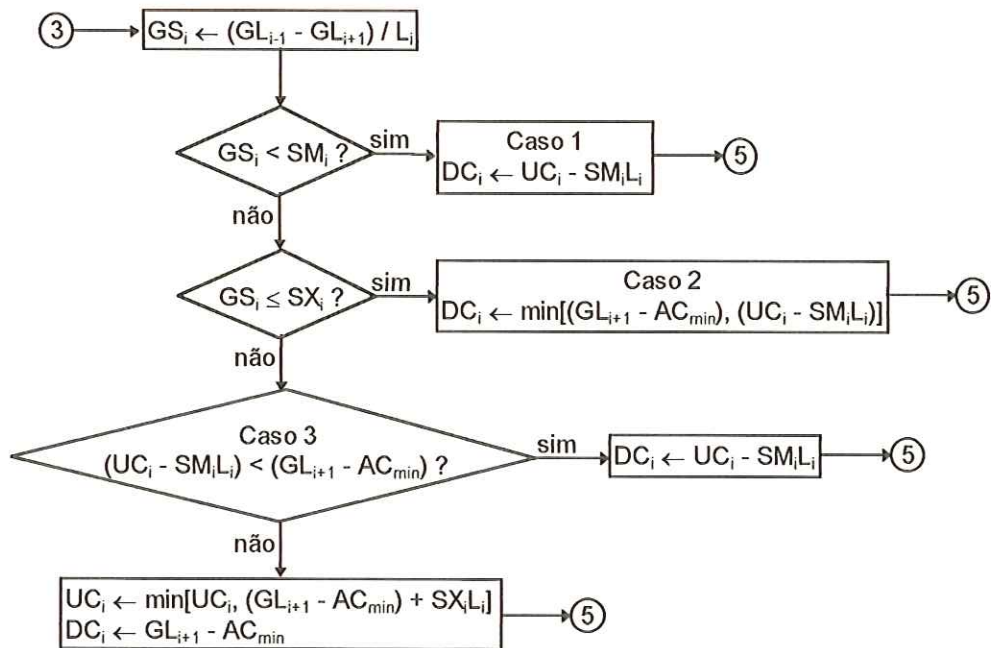 3
GSᵢ ← (GLᵢ₋₁ - GLᵢ₊₁) / Lᵢ
GSᵢ < SMᵢ ?
sim
Caso 1
DCᵢ ← UCᵢ - SMᵢLᵢ
5
não
GSᵢ ≤ SXᵢ ?
sim
Caso 2
DCᵢ ← min[(GLᵢ₊₁ - ACmin), (UCᵢ - SMᵢLᵢ)]
5
não
Caso 3
(UCᵢ - SMᵢLᵢ) < (GLᵢ₊₁ - ACmin) ?
sim
DCᵢ ← UCᵢ - SMᵢLᵢ
5
não
UCᵢ ← min[UCᵢ, (GLᵢ₊₁ - ACmin) + SXᵢLᵢ]
DCᵢ ← GLᵢ₊₁ - ACmin
5